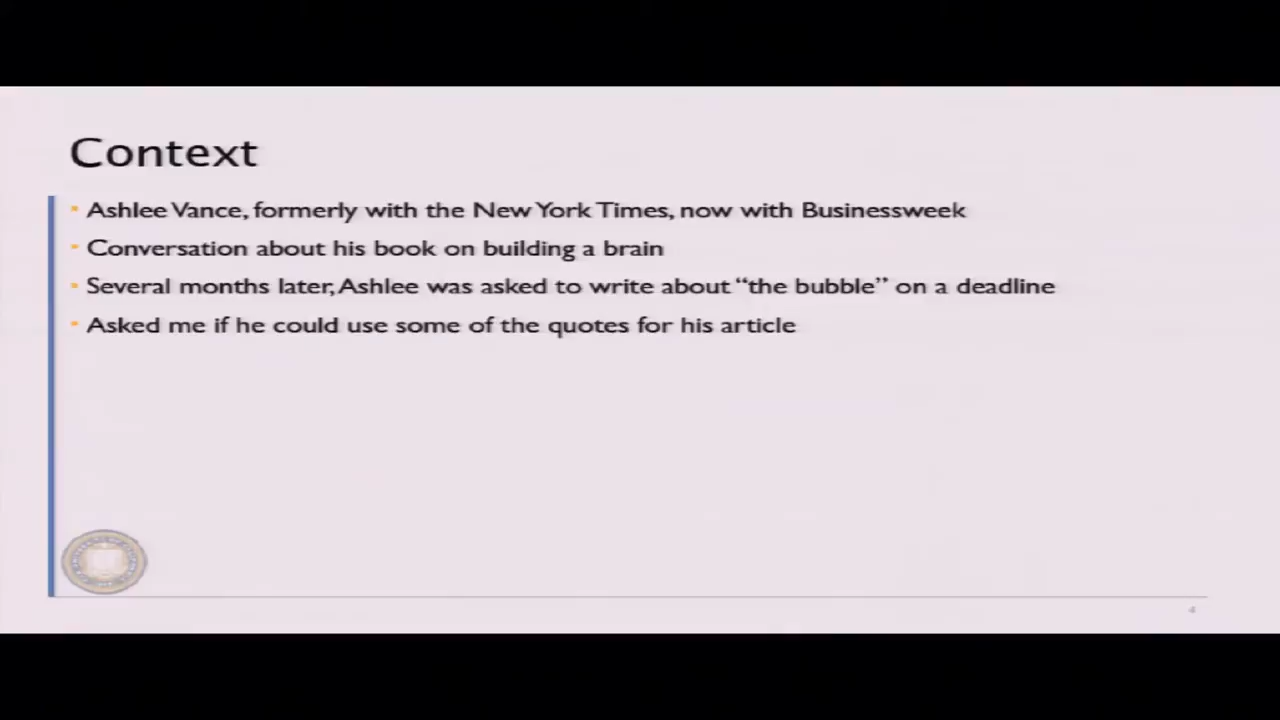 Context
Ashlee Vance, formerly with the New York Times, now with Businessweek
Conversation about his book on building a brain
Several months later, Ashlee was asked to write about “the bubble” on a deadline
Asked me if he could use some of the quotes for his article
4